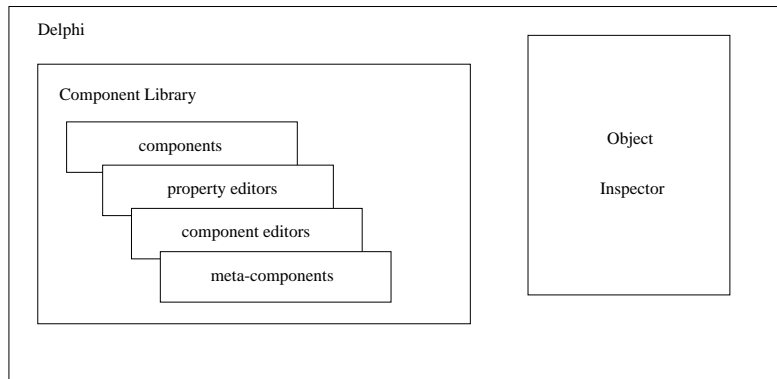 Delphi
Component Library
components
property editors
component editors
meta-components
Object
Inspector